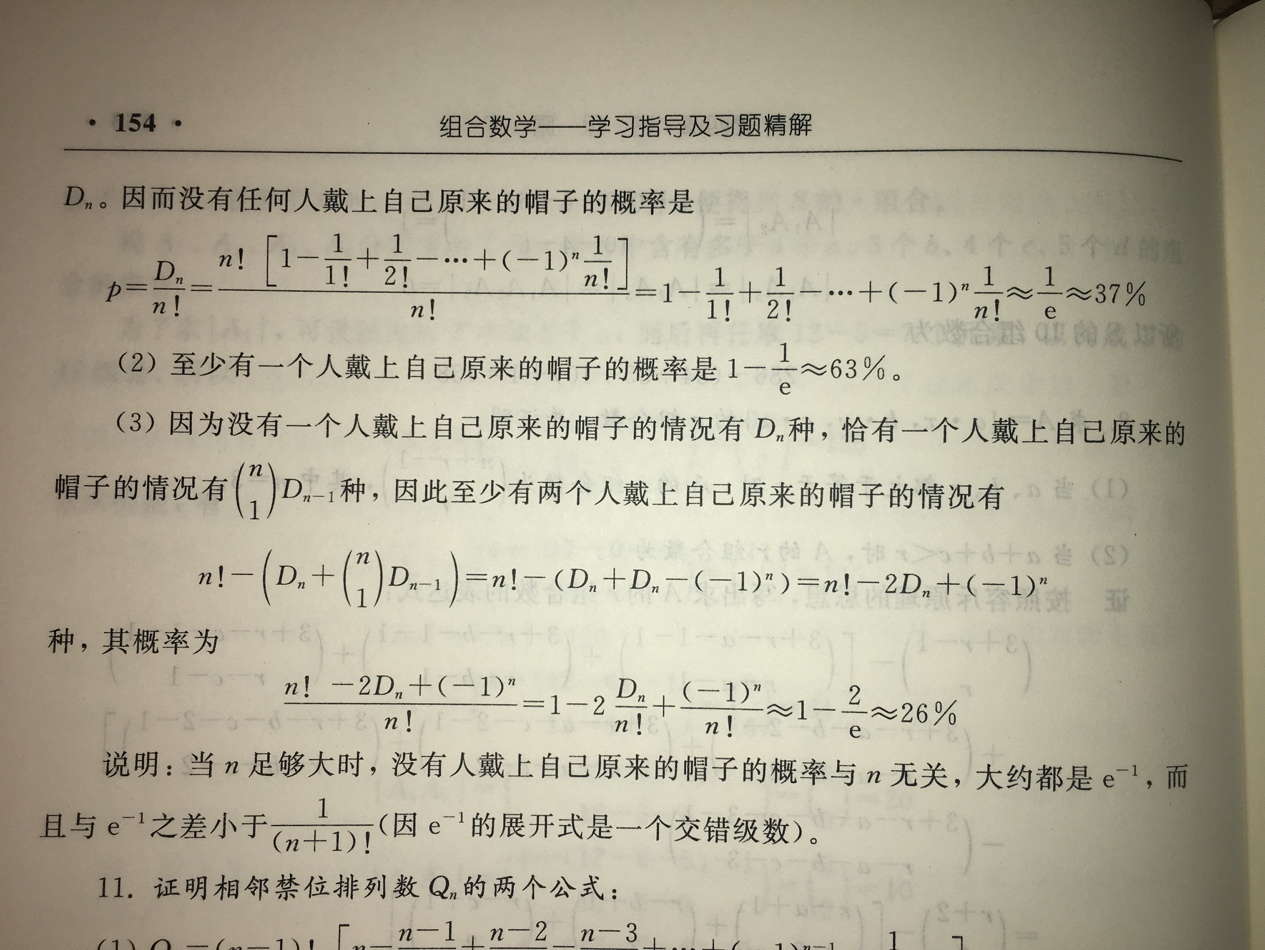 · 154 ·
组合数学——学习指导及习题精解
Dₙ。因而没有任何人戴上自己原来的帽子的概率是
p=Dₙ/n!=n![1-1/1!+1/2!-⋯+(-1)ⁿ1/n!]/n!=1-1/1!+1/2!-⋯+(-1)ⁿ1/n!≈1/e≈37%
(2) 至少有一个人戴上自己原来的帽子的概率是 1-1/e≈63%。
(3) 因为没有一个人戴上自己原来的帽子的情况有 Dₙ种，恰有一个人戴上自己原来的
帽子的情况有(n 1)Dₙ₋₁种，因此至少有两个人戴上自己原来的帽子的情况有
n!-(Dₙ+(n 1)Dₙ₋₁)=n!-(Dₙ+Dₙ-(-1)ⁿ)=n!-2Dₙ+(-1)ⁿ
种，其概率为
n! -2Dₙ+(-1)ⁿ/n!=1-2 Dₙ/n!+(-1)ⁿ/n!≈1-2/e≈26%
说明：当 n 足够大时，没有人戴上自己原来的帽子的概率与 n 无关，大约都是 e⁻¹，而
且与 e⁻¹之差小于1/(n+1)!(因 e⁻¹的展开式是一个交错级数)。
11. 证明相邻禁位排列数 Qₙ的两个公式：